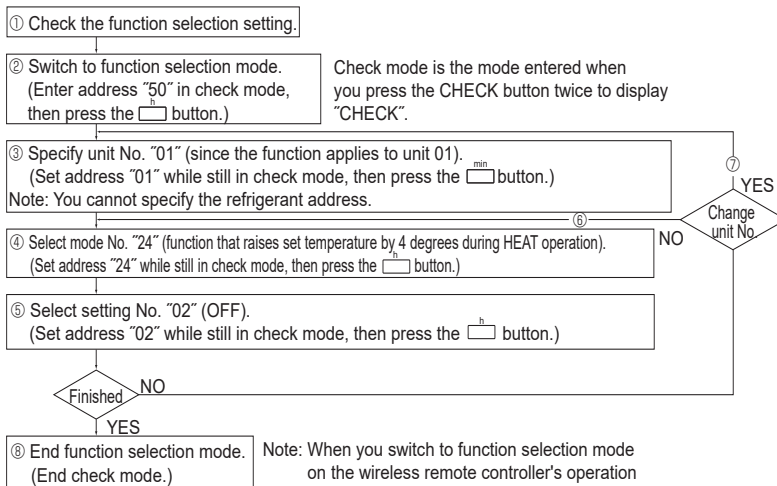 ① Check the function selection setting.
② Switch to function selection mode.
(Enter address ˝50˝ in check mode,
then press the h button.)
Check mode is the mode entered when
you press the CHECK button twice to display
˝CHECK˝.
③ Specify unit No. ˝01˝ (since the function applies to unit 01).
(Set address ˝01˝ while still in check mode, then press the min button.)
Note: You cannot specify the refrigerant address.
⑦
YES
Change
unit No.
⑥
NO
④ Select mode No. ˝24˝ (function that raises set temperature by 4 degrees during HEAT operation).
(Set address ˝24˝ while still in check mode, then press the h button.)
⑤ Select setting No. ˝02˝ (OFF).
(Set address ˝02˝ while still in check mode, then press the h button.)
Finished
NO
YES
⑧ End function selection mode.
(End check mode.)
Note: When you switch to function selection mode
on the wireless remote controller's operation